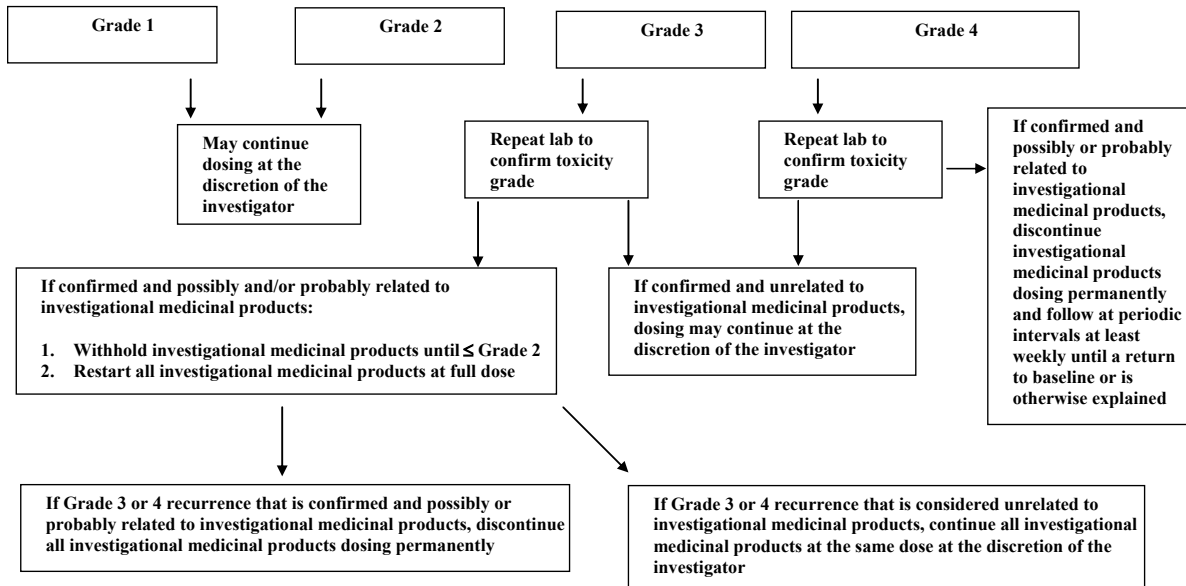 Grade 1
Grade 2
Grade 3
Grade 4
May continue
dosing at the
discretion of the
investigator
Repeat lab to
confirm toxicity
grade
Repeat lab to
confirm toxicity
grade
If confirmed and
possibly or probably
related to
investigational
medicinal products,
discontinue
investigational
medicinal products
dosing permanently
and follow at periodic
intervals at least
weekly until a return
to baseline or is
otherwise explained
If confirmed and possibly and/or probably related to
investigational medicinal products:
1. Withhold investigational medicinal products until ≤ Grade 2
2. Restart all investigational medicinal products at full dose
If confirmed and unrelated to
investigational medicinal products,
dosing may continue at the
discretion of the investigator
If Grade 3 or 4 recurrence that is confirmed and possibly or
probably related to investigational medicinal products, discontinue
all investigational medicinal products dosing permanently
If Grade 3 or 4 recurrence that is considered unrelated to
investigational medicinal products, continue all investigational
medicinal products at the same dose at the discretion of the
investigator